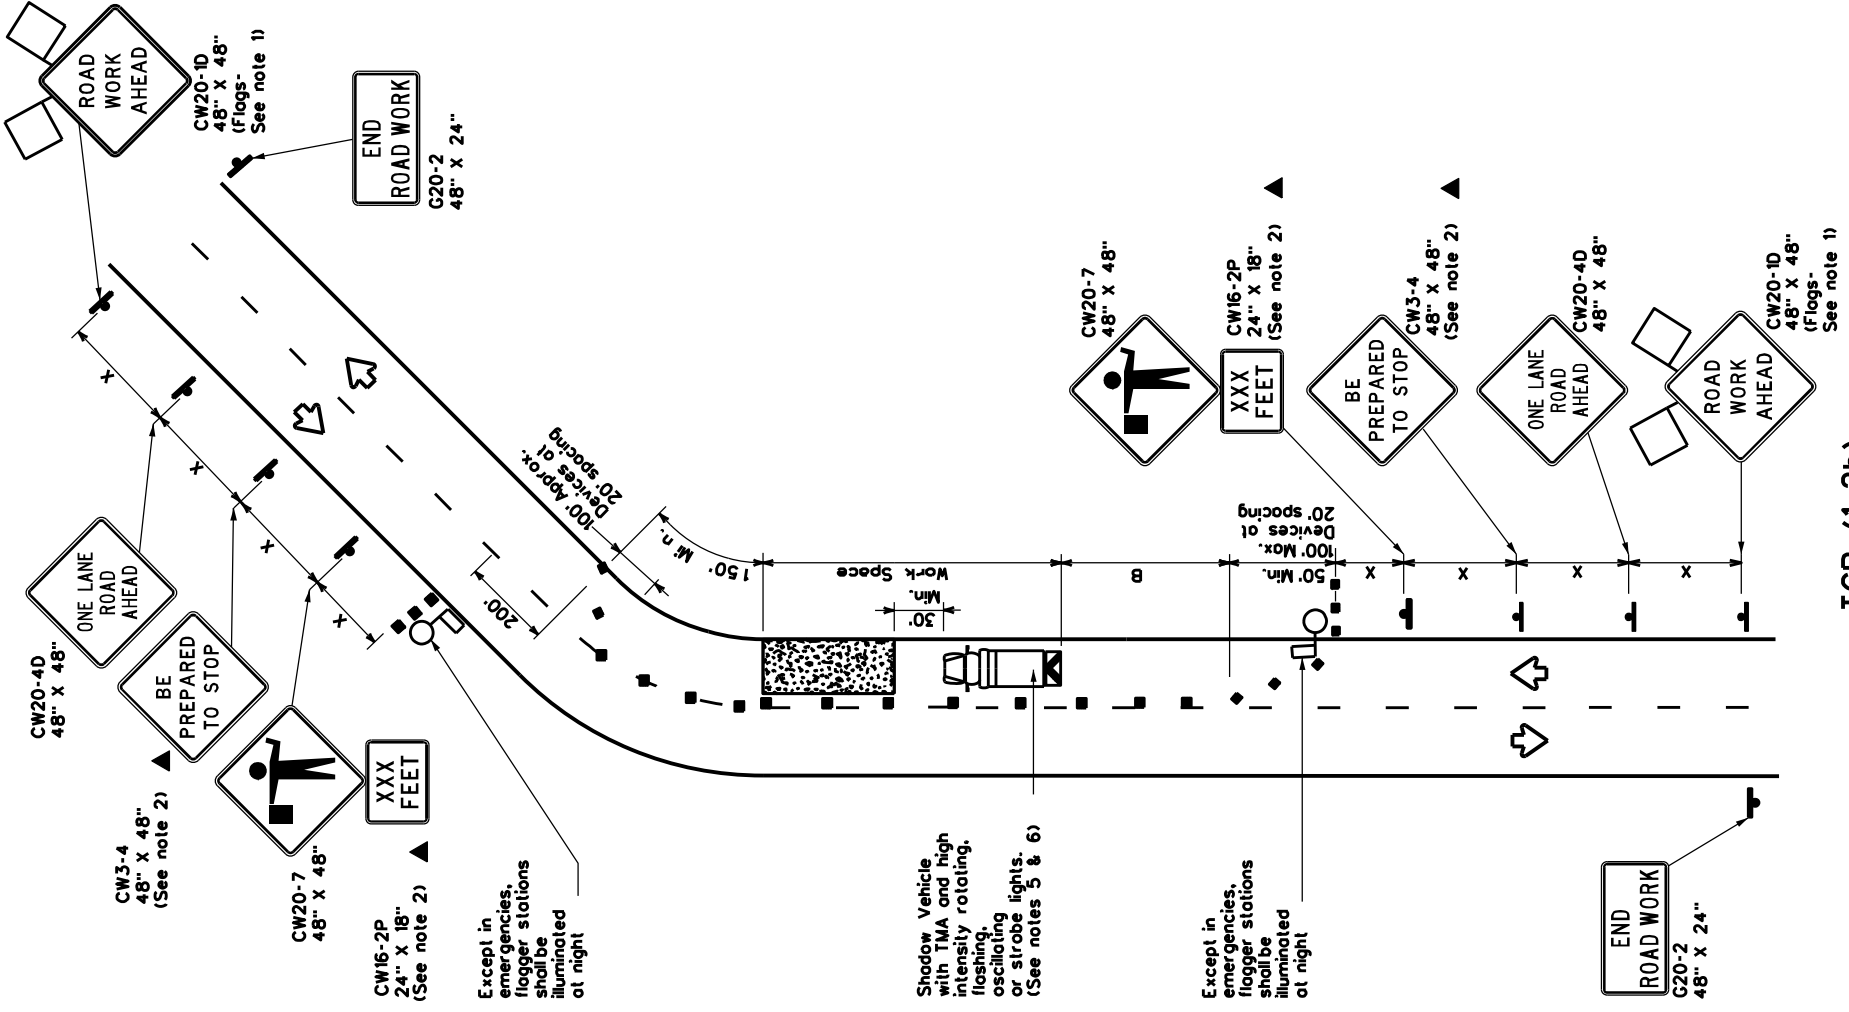 ROAD
WORK
AHEAD
CW20-1D
48" X 48"
(Flags-
See note 1)
END
ROAD WORK
G20-2
48" X 24"
X
X
X
X
ONE LANE
ROAD
AHEAD
CW20-4D
48" X 48"
BE
PREPARED
TO STOP
CW3-4
48" X 48"
(See note 2)
CW20-7
48" X 48"
XXX
FEET
CW16-2P
24" X 18"
(See note 2)
Except in
emergencies,
flagger stations
shall be
illuminated
at night
200'
100' Approx.
Devices at
20' spacing
150'
Min.
Work Space
30'
Min.
B
50' Min.
100' Max.
Devices at
20' spacing
X
X
X
X
Shadow Vehicle
with TMA and high
intensity rotating,
flashing,
oscillating
or strobe lights.
(See notes 5 & 6)
Except in
emergencies,
flagger stations
shall be
illuminated
at night
CW20-7
48" X 48"
XXX
FEET
CW16-2P
24" X 18"
(See note 2)
BE
PREPARED
TO STOP
CW3-4
48" X 48"
(See note 2)
ONE LANE
ROAD
AHEAD
CW20-4D
48" X 48"
ROAD
WORK
AHEAD
CW20-1D
48" X 48"
(Flags-
See note 1)
END
ROAD WORK
G20-2
48" X 24"